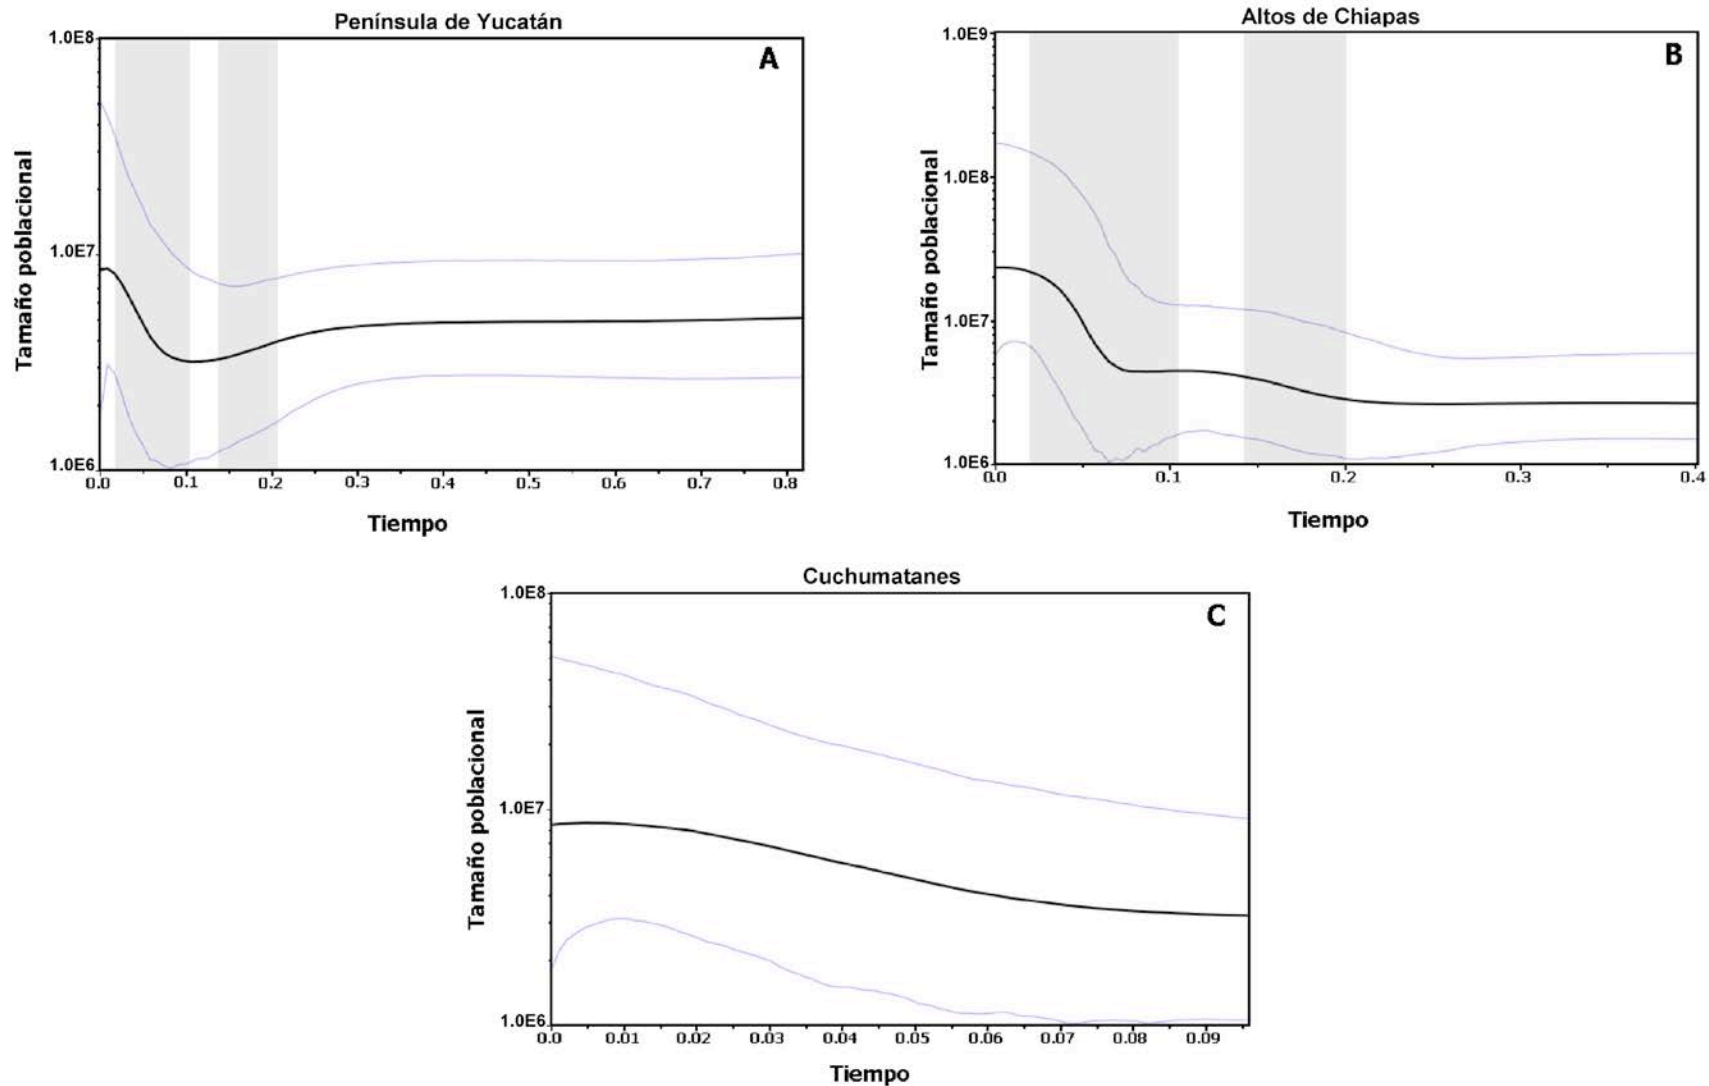 Península de Yucatán
A
1.0E8
1.0E7
1.0E6
Tamaño poblacional
0.0 0.1 0.2 0.3 0.4 0.5 0.6 0.7 0.8
Tiempo
Altos de Chiapas
B
1.0E9
1.0E8
1.0E7
1.0E6
Tamaño poblacional
0.0 0.1 0.2 0.3 0.4
Tiempo
Cuchumatanes
C
1.0E8
1.0E7
1.0E6
Tamaño poblacional
0.0 0.01 0.02 0.03 0.04 0.05 0.06 0.07 0.08 0.09
Tiempo